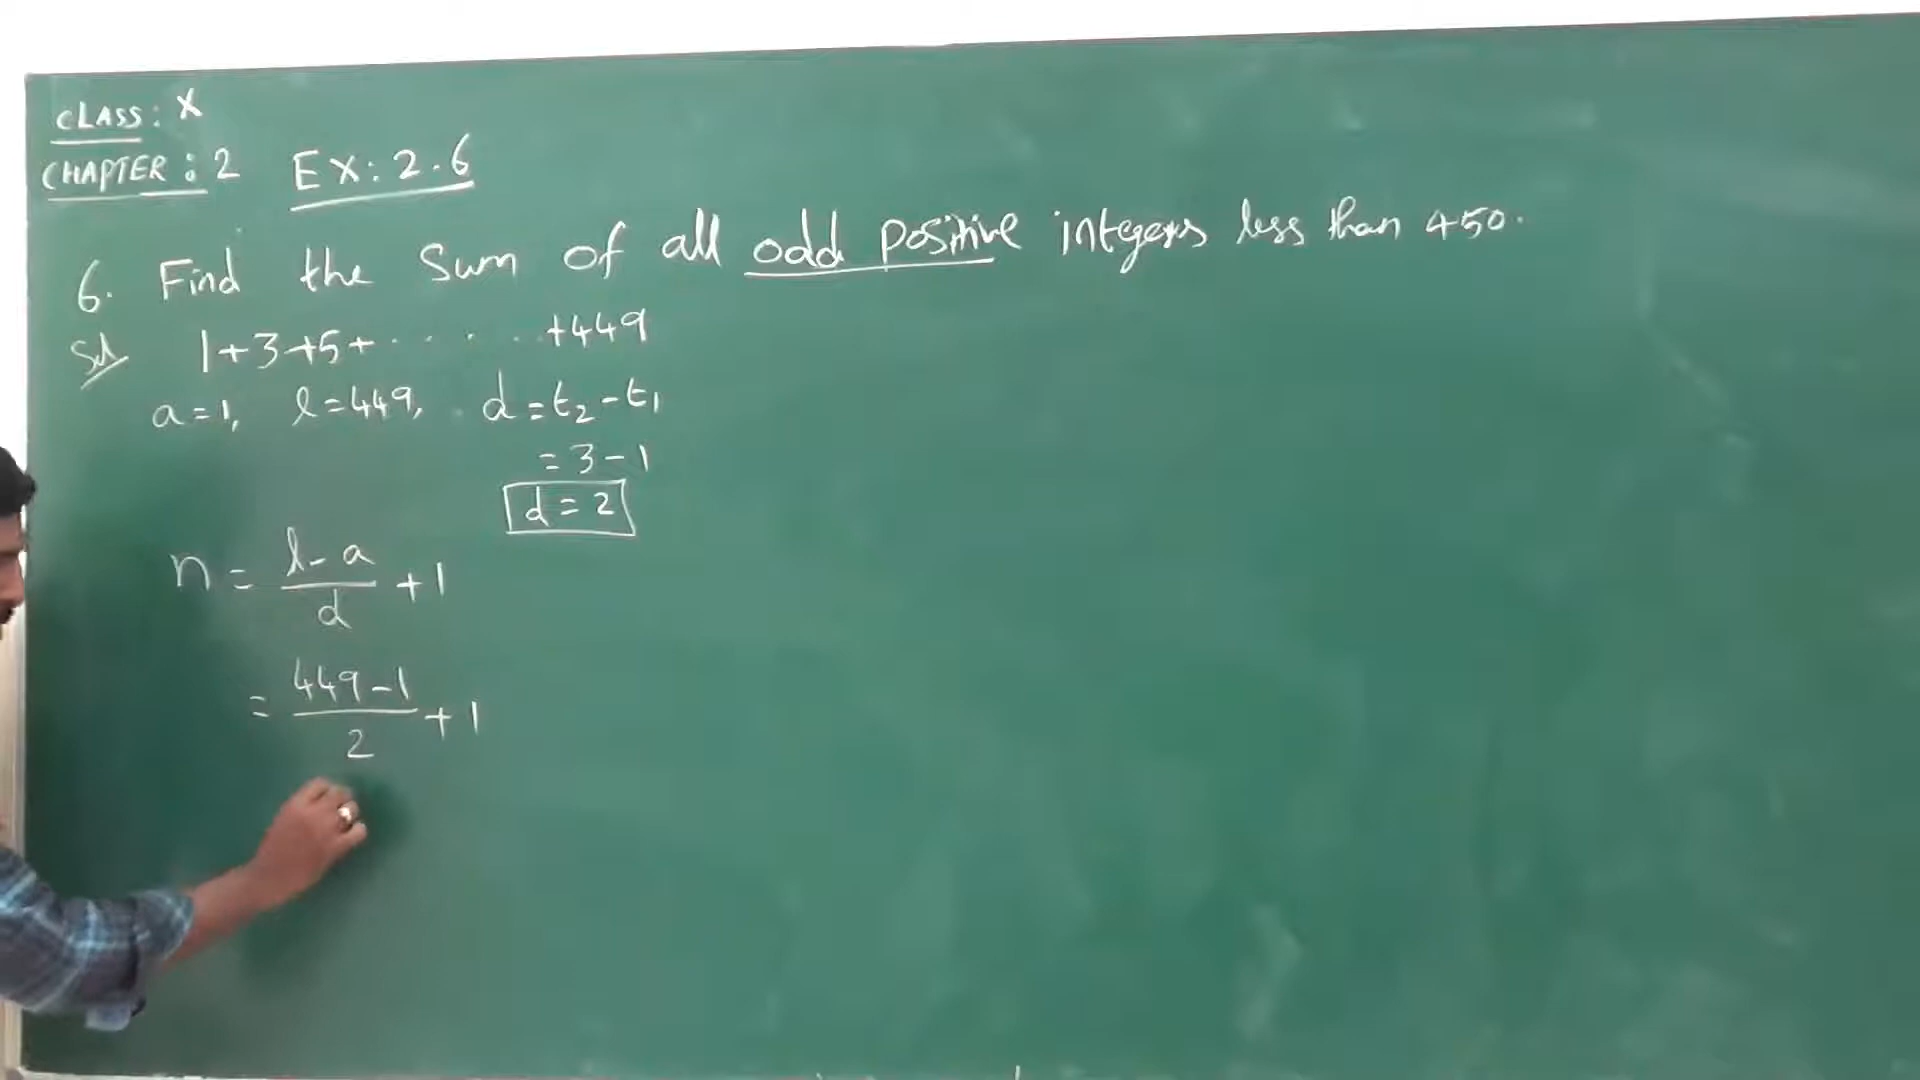 CLASS: X
CHAPTER: 2 EX: 2.6
6. Find the Sum of all odd positive integers less than 450.
Sol 1+3+5+ . . . . . +449
a=1, l=449, d=t₂-t₁
=3-1
d=2
n = l-a/d +1
= 449-1/2 +1